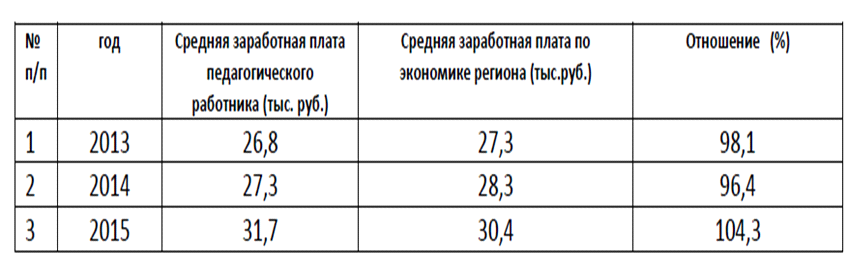 № п/п | год | Средняя заработная плата педагогического работника (тыс. руб.) | Средняя заработная плата по экономике региона (тыс.руб.) | Отношение (%)
1 | 2013 | 26,8 | 27,3 | 98,1
2 | 2014 | 27,3 | 28,3 | 96,4
3 | 2015 | 31,7 | 30,4 | 104,3